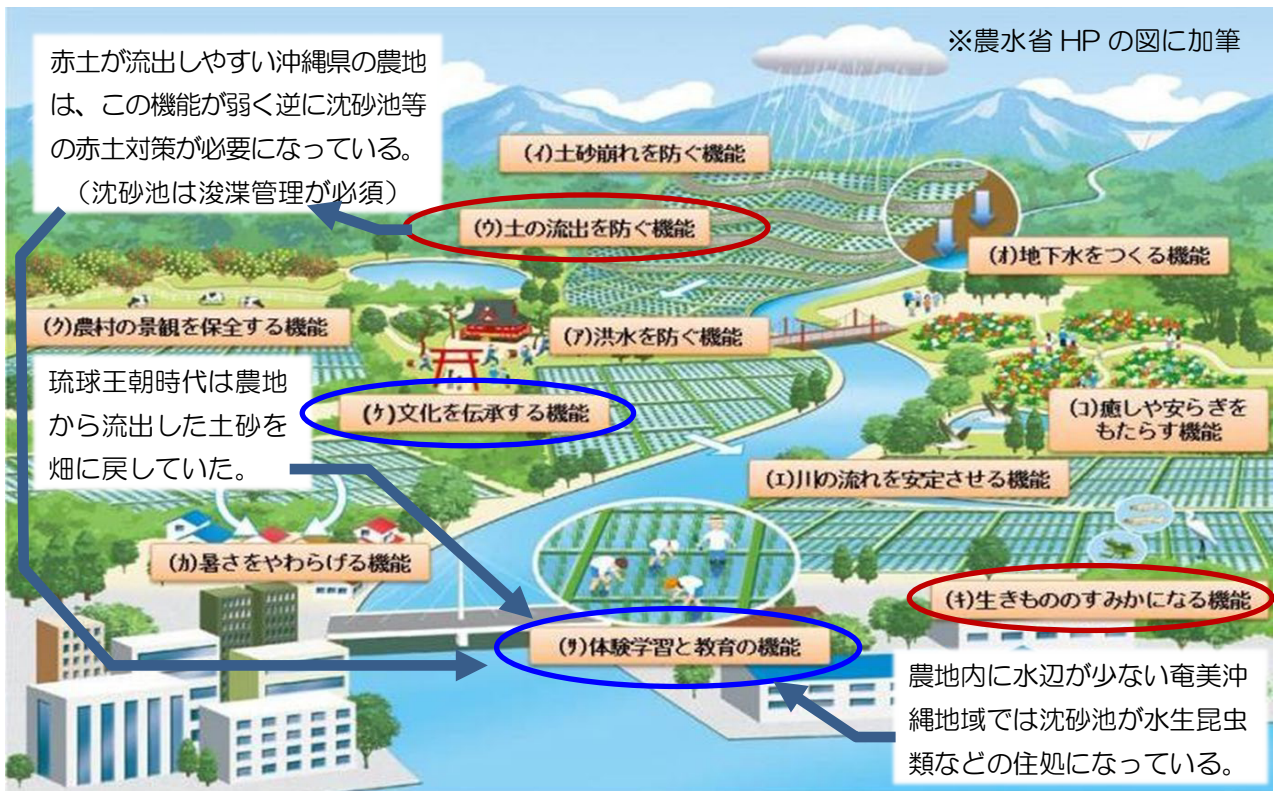 ※農水省 HP の図に加筆
赤土が流出しやすい沖縄県の農地
は、この機能が弱く逆に沈砂池等
の赤土対策が必要になっている。
（沈砂池は浚渫管理が必須）
(イ)土砂崩れを防ぐ機能
(ウ)土の流出を防ぐ機能
(オ)地下水をつくる機能
(ク)農村の景観を保全する機能
(ア)洪水を防ぐ機能
琉球王朝時代は農地
から流出した土砂を
畑に戻していた。
(ケ)文化を伝承する機能
(コ)癒しや安らぎを
もたらす機能
(エ)川の流れを安定させる機能
(カ)暑さをやわらげる機能
(キ)生きもののすみかになる機能
(サ)体験学習と教育の機能
農地内に水辺が少ない奄美沖
縄地域では沈砂池が水生昆虫
類などの住処になっている。